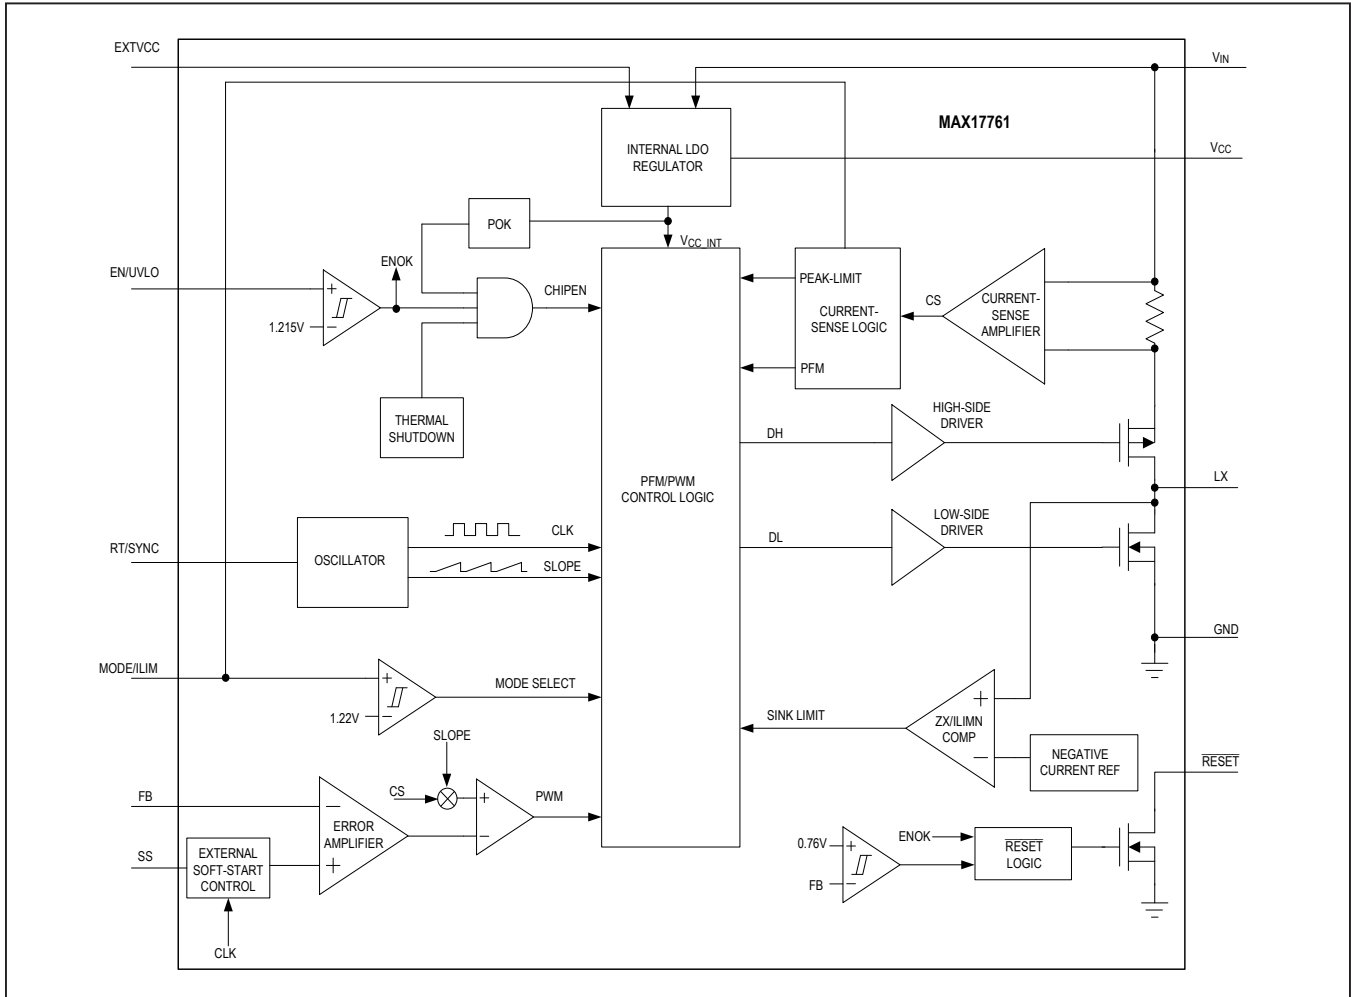 EXTVCC
VIN
MAX17761
INTERNAL LDO
REGULATOR
VCC
POK
VCC_INT
EN/UVLO
ENOK
+
1.215V
−
CHIPEN
PEAK-LIMIT
CURRENT-
SENSE LOGIC
PFM
CS
CURRENT-
SENSE
AMPLIFIER
THERMAL
SHUTDOWN
HIGH-SIDE
DRIVER
DH
PFM/PWM
CONTROL LOGIC
LX
LOW-SIDE
DRIVER
DL
RT/SYNC
OSCILLATOR
CLK
SLOPE
GND
MODE/ILIM
+
1.22V
−
MODE SELECT
SINK LIMIT
+
ZX/ILIMN
COMP
−
NEGATIVE
CURRENT REF
RESET
SLOPE
CS
+
−
PWM
FB
−
ERROR
AMPLIFIER
+
SS
EXTERNAL
SOFT-START
CONTROL
CLK
0.76V
+
FB
−
ENOK
RESET
LOGIC